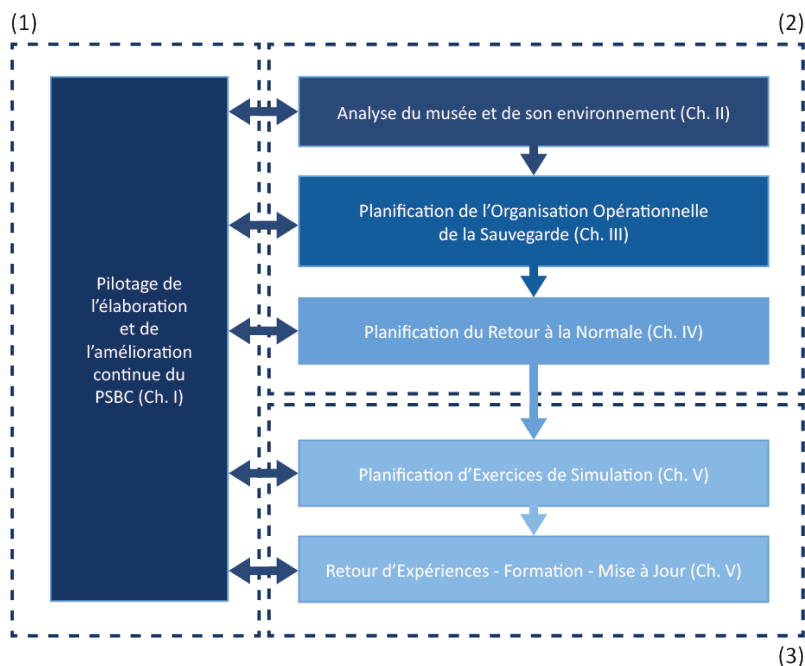 (1)
(2)
Pilotage de
l’élaboration
et de
l’amélioration
continue du
PSBC (Ch. I)
Analyse du musée et de son environnement (Ch. II)
Planification de l’Organisation Opérationnelle
de la Sauvegarde (Ch. III)
Planification du Retour à la Normale (Ch. IV)
Planification d’Exercices de Simulation (Ch. V)
Retour d’Expériences - Formation - Mise à Jour (Ch. V)
(3)